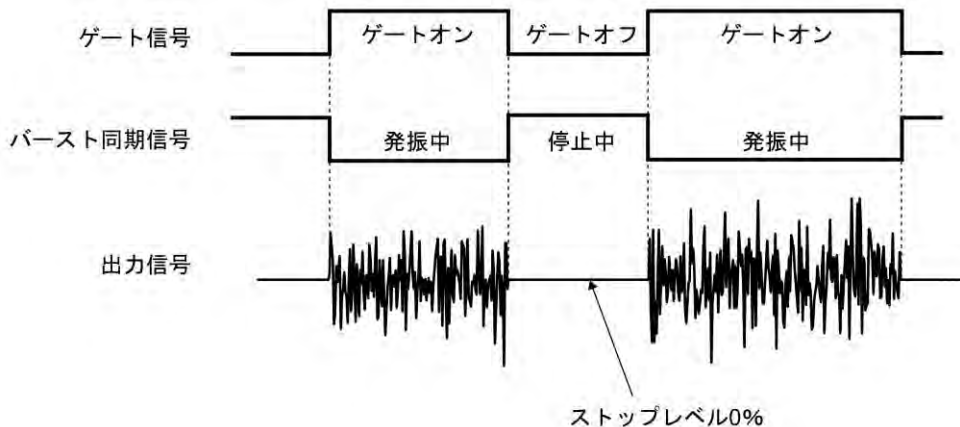 ゲート信号
ゲートオン
ゲートオフ
ゲートオン
バースト同期信号
発振中
停止中
発振中
出力信号
ストップレベル0%